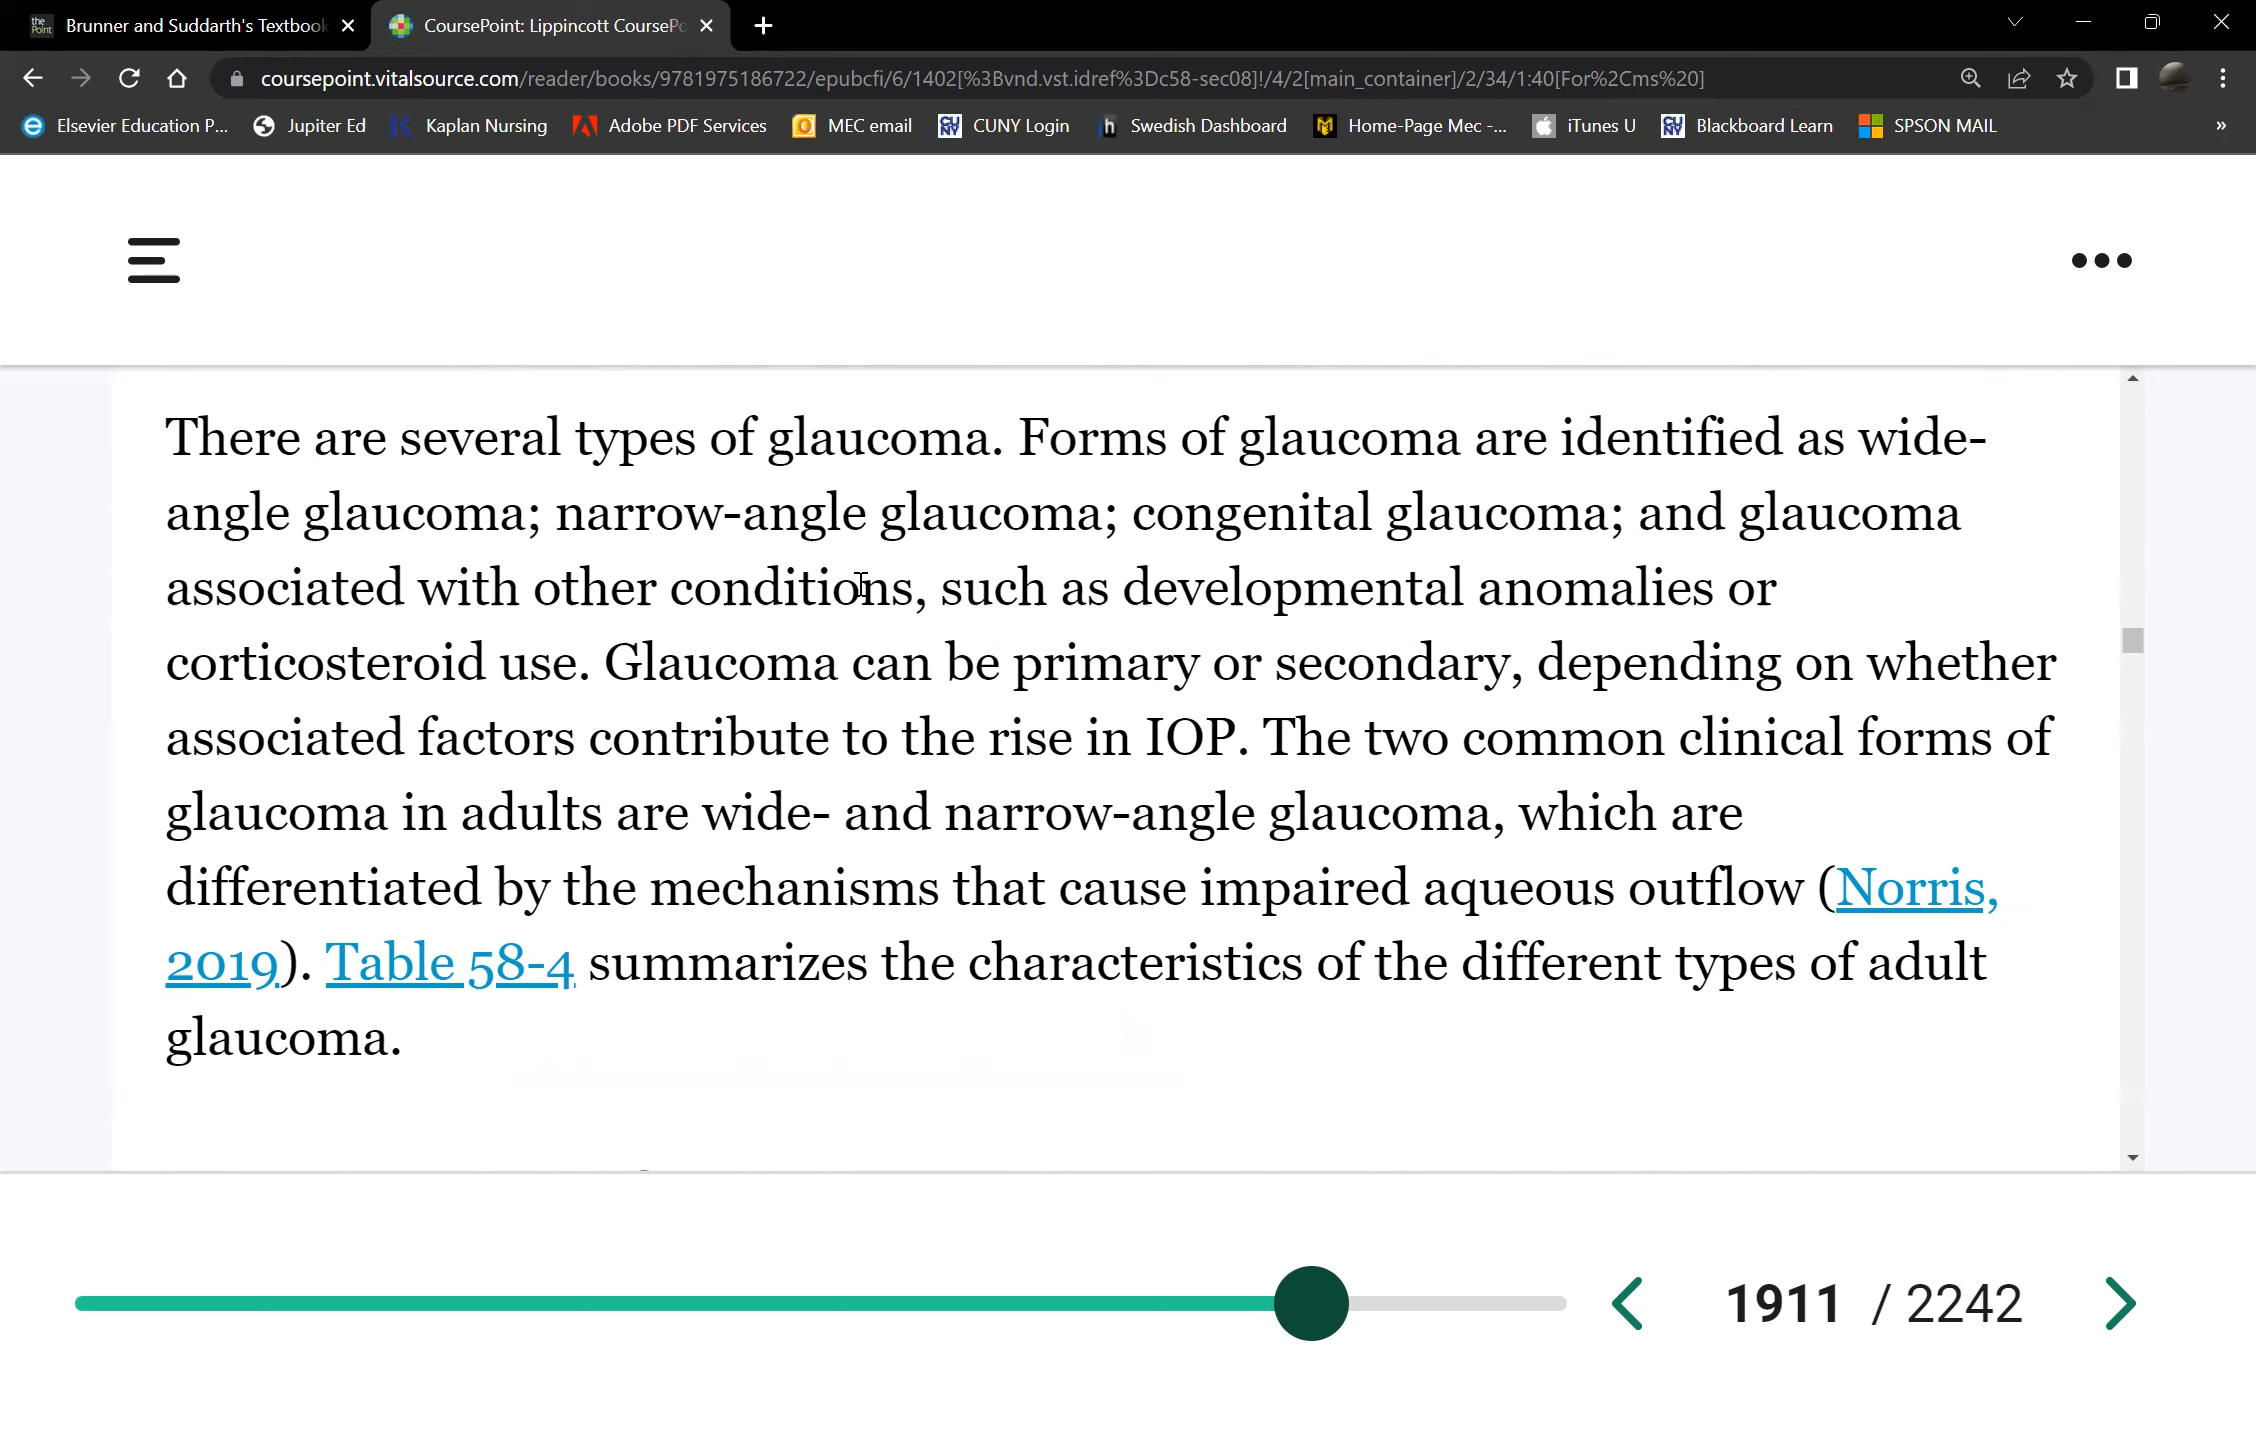 Brunner and Suddarth's Textbook
CoursePoint: Lippincott CoursePo
coursepoint.vitalsource.com/reader/books/9781975186722/epubcfi/6/1402[%3Bvnd.vst.idref%3Dc58-sec08]!/4/2[main_container]/2/34/1:40[For%2Cms%20]
Elsevier Education P... Jupiter Ed Kaplan Nursing Adobe PDF Services MEC email CUNY Login Swedish Dashboard Home-Page Mec -... iTunes U Blackboard Learn SPSON MAIL »
There are several types of glaucoma. Forms of glaucoma are identified as wide-
angle glaucoma; narrow-angle glaucoma; congenital glaucoma; and glaucoma
associated with other conditions, such as developmental anomalies or
corticosteroid use. Glaucoma can be primary or secondary, depending on whether
associated factors contribute to the rise in IOP. The two common clinical forms of
glaucoma in adults are wide- and narrow-angle glaucoma, which are
differentiated by the mechanisms that cause impaired aqueous outflow (Norris,
2019). Table 58-4 summarizes the characteristics of the different types of adult
glaucoma.
1911 / 2242